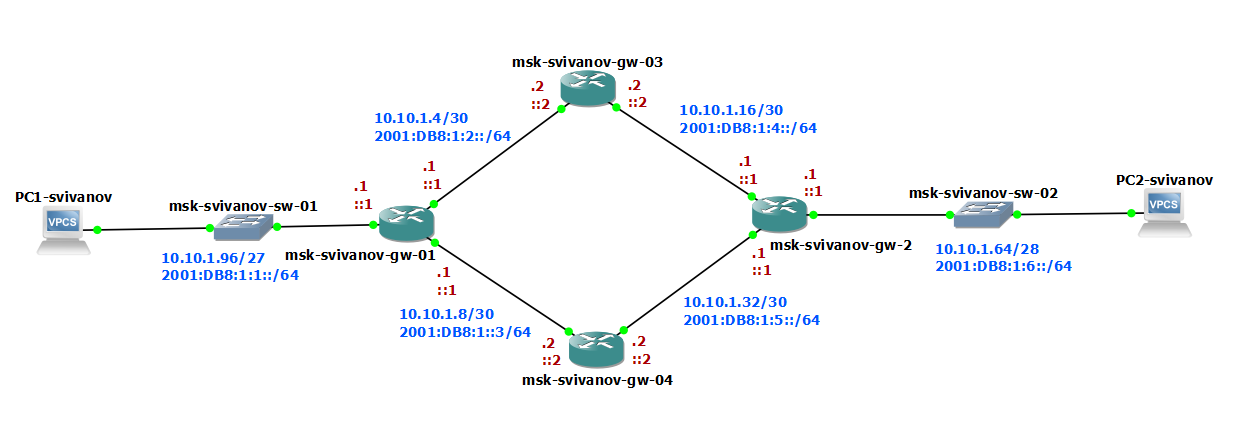 msk-svivanov-gw-03
.2
::2
.2
::2
10.10.1.4/30
2001:DB8:1:2::/64
10.10.1.16/30
2001:DB8:1:4::/64
.1
::1
.1
::1
.1
::1
.1
::1
PC1-svivanov
VPCS
msk-svivanov-sw-01
msk-svivanov-gw-01
10.10.1.96/27
2001:DB8:1:1::/64
msk-svivanov-gw-2
msk-svivanov-sw-02
PC2-svivanov
VPCS
10.10.1.64/28
2001:DB8:1:6::/64
.1
::1
.1
::1
10.10.1.8/30
2001:DB8:1::3/64
10.10.1.32/30
2001:DB8:1:5::/64
.2
::2
.2
::2
msk-svivanov-gw-04